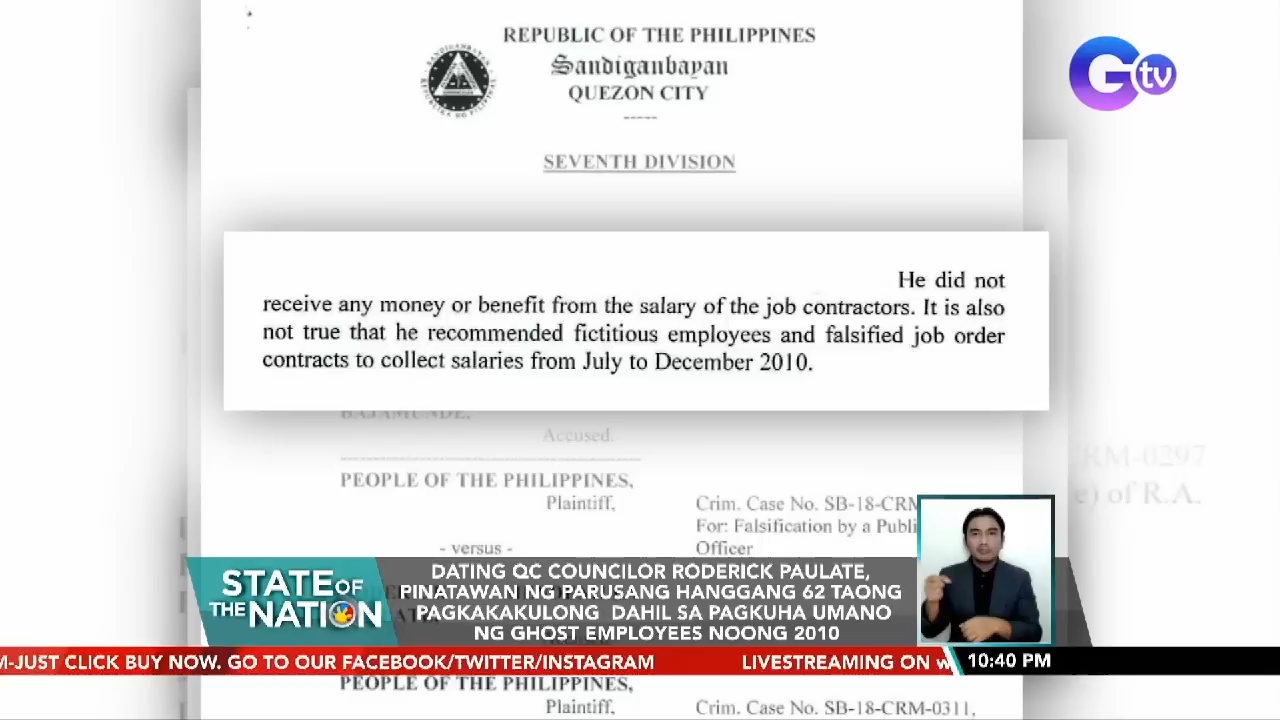 REPUBLIC OF THE PHILIPPINES
Sandiganbayan
QUEZON CITY
-----
SEVENTH DIVISION
Gtv
He did not
receive any money or benefit from the salary of the job contractors. It is also
not true that he recommended fictitious employees and falsified job order
contracts to collect salaries from July to December 2010.
BAJAMUNDE,
Accused.
PEOPLE OF THE PHILIPPINES,
Plaintiff,
- versus -
Crim. Case No. SB-18-CRM
For: Falsification by a Publi
Officer
RM-0297
e) of R.A.
STATE OF
THE NATION
DATING QC COUNCILOR RODERICK PAULATE,
PINATAWAN NG PARUSANG HANGGANG 62 TAONG
PAGKAKAKULONG DAHIL SA PAGKUHA UMANO
NG GHOST EMPLOYEES NOONG 2010
M-JUST CLICK BUY NOW. GO TO OUR FACEBOOK/TWITTER/INSTAGRAM LIVESTREAMING ON w
10:40 PM
PEOPLE OF THE PHILIPPINES,
Plaintiff,
Crim. Case No. SB-18-CRM-0311,